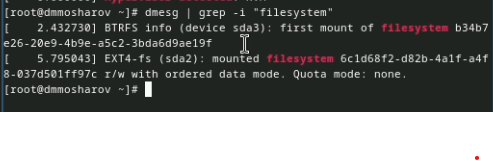 [root@dmmosharov ~]# dmesg | grep -i "filesystem"
[    2.432730] BTRFS info (device sda3): first mount of filesystem b34b7
e26-20e9-4b9e-a5c2-3bda6d9ae19f
[    5.795043] EXT4-fs (sda2): mounted filesystem 6c1d68f2-d82b-4a1f-a4f
8-037d501ff97c r/w with ordered data mode. Quota mode: none.
[root@dmmosharov ~]#